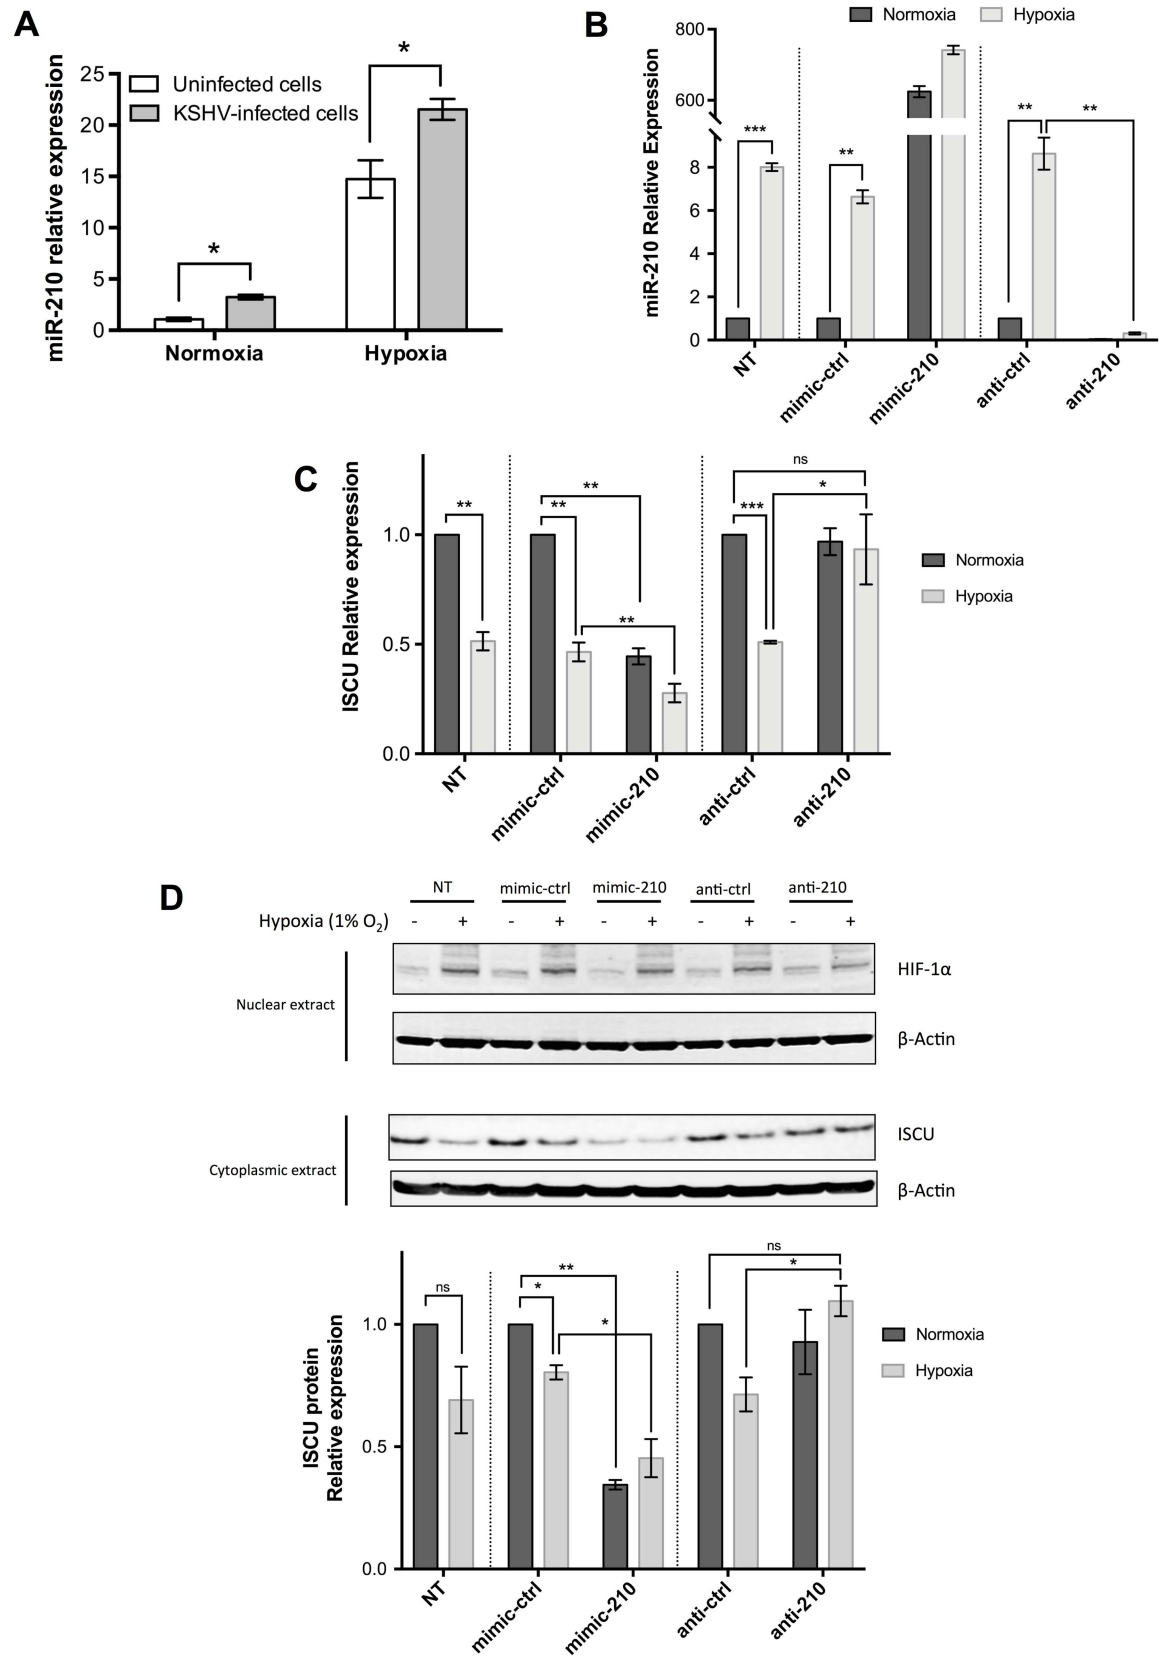 A
miR-210 relative expression
25
20
15
10
5
0
Uninfected cells
KSHV-infected cells
*
*
Normoxia
Hypoxia
B
Normoxia
Hypoxia
miR-210 Relative Expression
800
600
8
6
4
2
0
***
**
**
**
NT
mimic-ctrl
mimic-210
anti-ctrl
anti-210
C
ISCU Relative expression
1.0
0.5
0.0
**
**
**
**
ns
*
***
Normoxia
Hypoxia
NT
mimic-ctrl
mimic-210
anti-ctrl
anti-210
D
NT
mimic-ctrl
mimic-210
anti-ctrl
anti-210
Hypoxia (1% O₂) - + - + - + - + - +
Nuclear extract
HIF-1α
β-Actin
Cytoplasmic extract
ISCU
β-Actin
ISCU protein
Relative expression
1.0
0.5
0.0
ns
**
*
*
ns
*
Normoxia
Hypoxia
NT
mimic-ctrl
mimic-210
anti-ctrl
anti-210